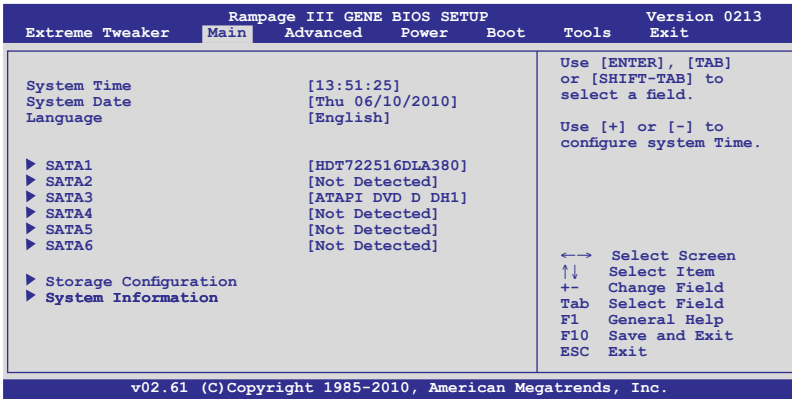 Rampage III GENE BIOS SETUP Version 0213
Extreme Tweaker Main Advanced Power Boot Tools Exit
System Time [13:51:25]
System Date [Thu 06/10/2010]
Language [English]
SATA1 [HDT722516DLA380]
SATA2 [Not Detected]
SATA3 [ATAPI DVD D DH1]
SATA4 [Not Detected]
SATA5 [Not Detected]
SATA6 [Not Detected]
Storage Configuration
System Information
Use [ENTER], [TAB]
or [SHIFT-TAB] to
select a field.
Use [+] or [-] to
configure system Time.
←→ Select Screen
↑↓ Select Item
+- Change Field
Tab Select Field
F1 General Help
F10 Save and Exit
ESC Exit
v02.61 (C)Copyright 1985-2010, American Megatrends, Inc.